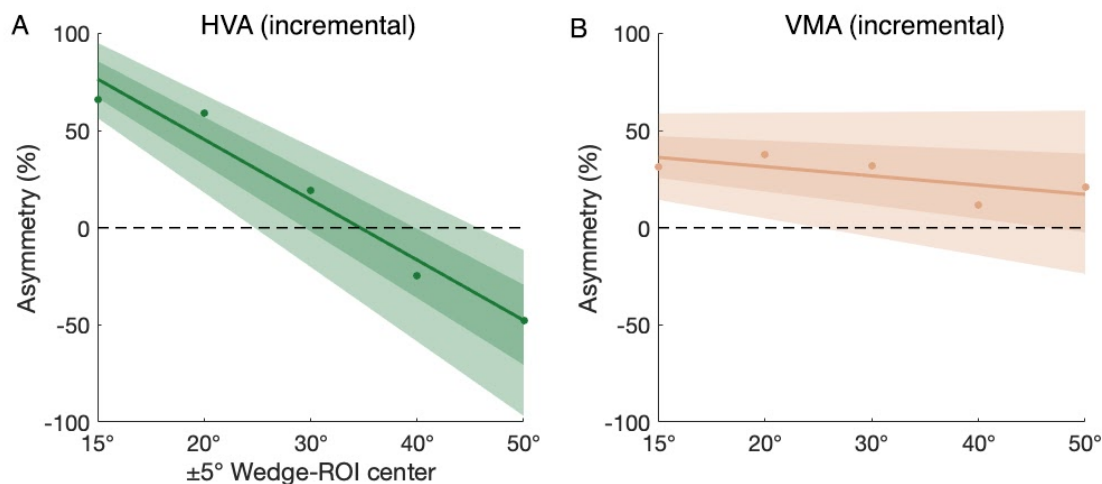 A
HVA (incremental)
Asymmetry (%)
100
50
0
-50
-100
15°
20°
30°
40°
50°
±5° Wedge-ROI center
B
VMA (incremental)
Asymmetry (%)
100
50
0
-50
-100
15°
20°
30°
40°
50°